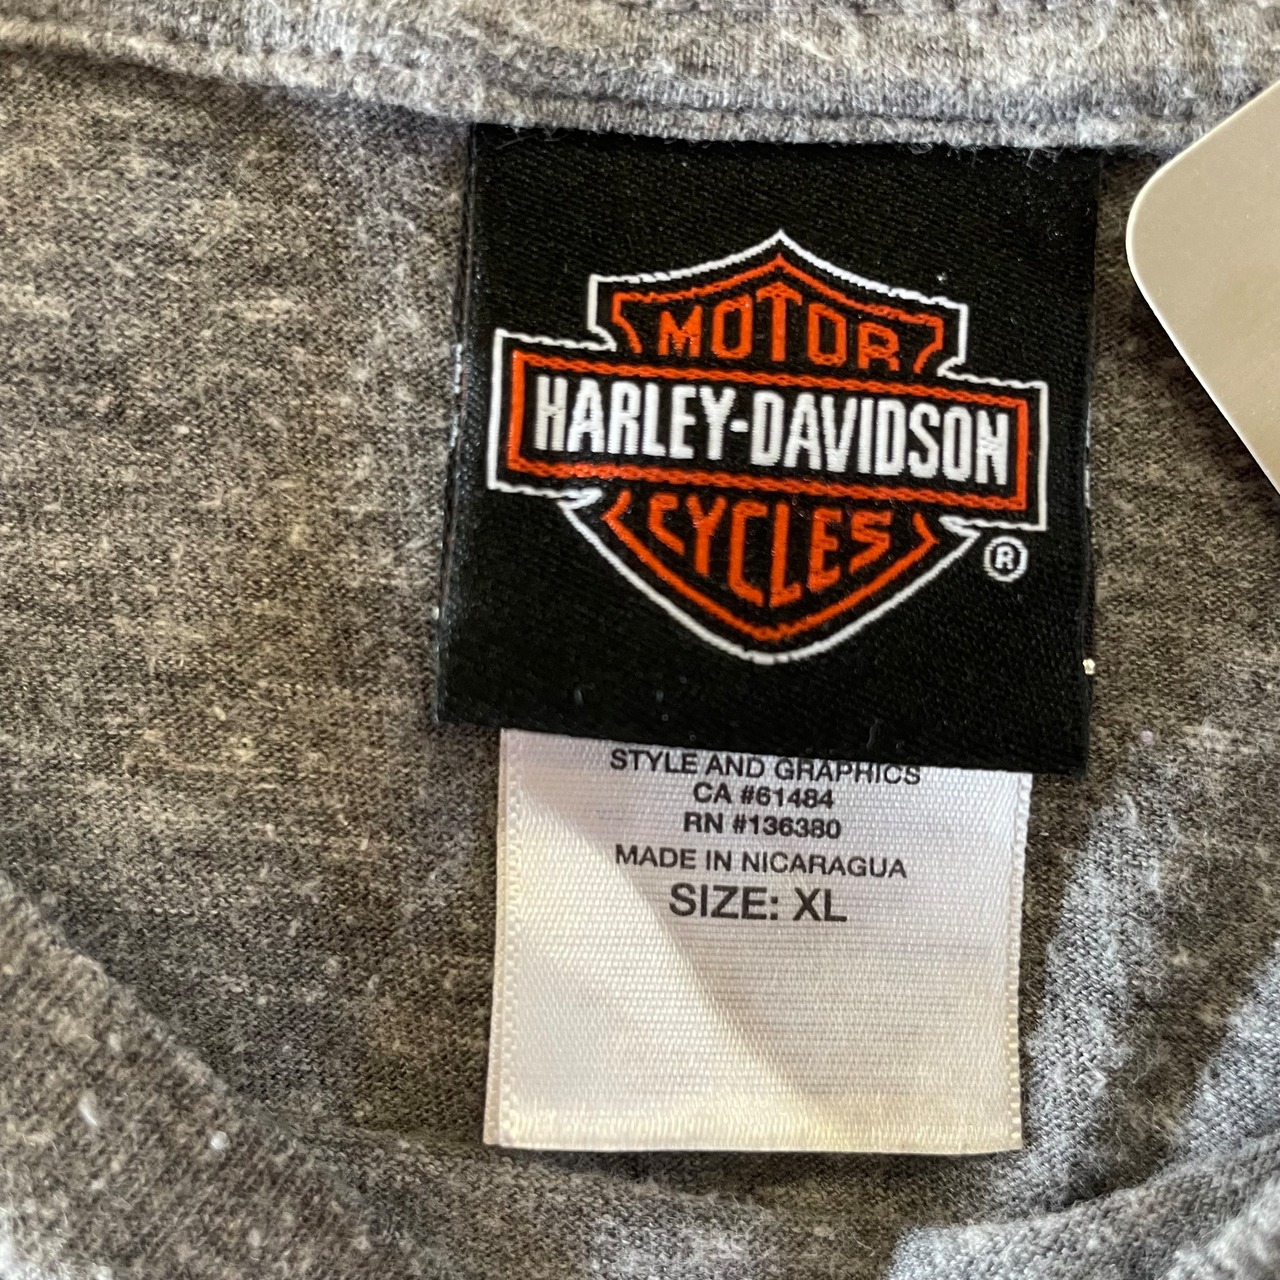 MOTOR
HARLEY-DAVIDSON
CYCLES
®
STYLE AND GRAPHICS
CA #61484
RN #136380
MADE IN NICARAGUA
SIZE: XL